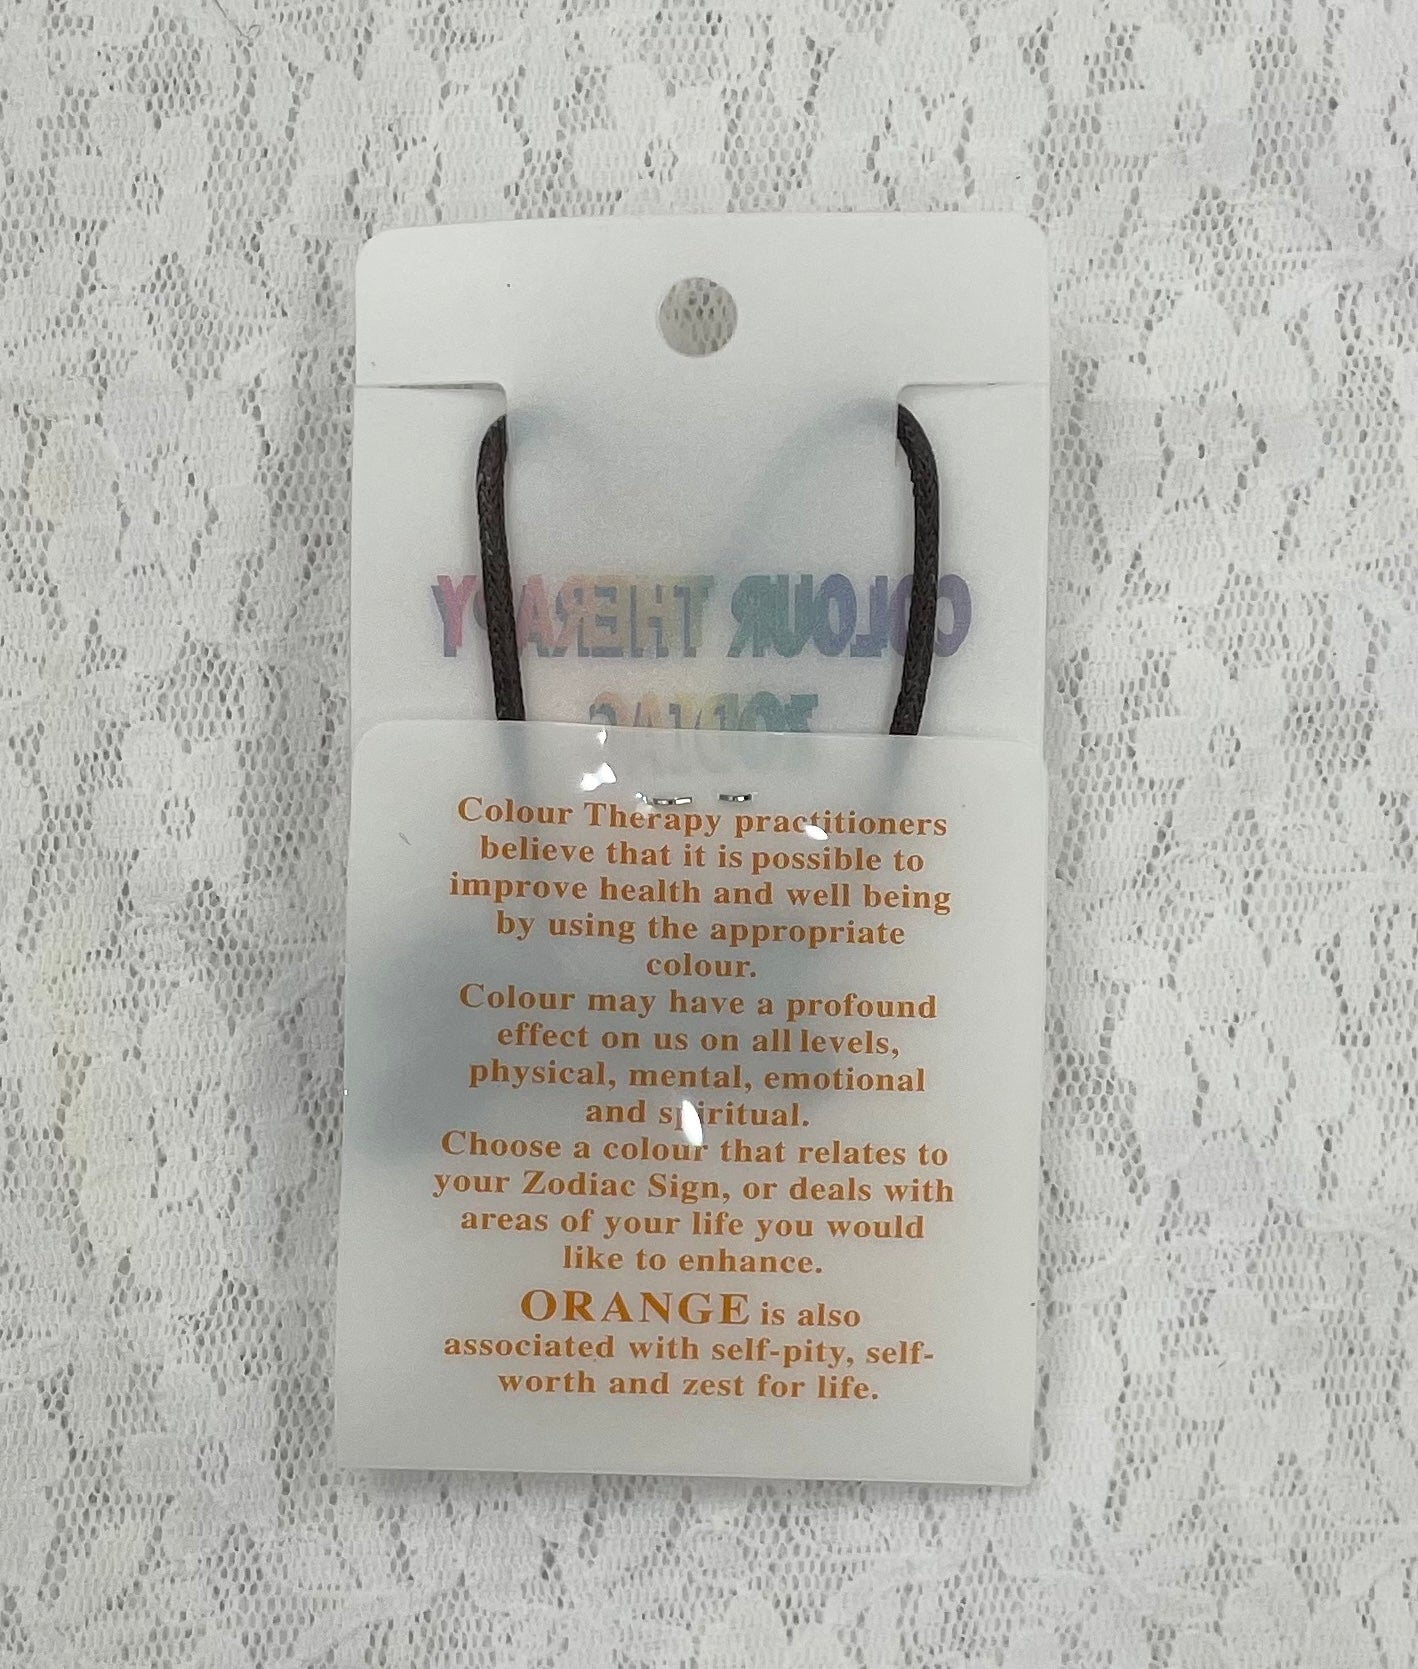 COLOUR THERAPY
ZODIAC
Colour Therapy practitioners
believe that it is possible to
improve health and well being
by using the appropriate
colour.
Colour may have a profound
effect on us on all levels,
physical, mental, emotional
and spiritual.
Choose a colour that relates to
your Zodiac Sign, or deals with
areas of your life you would
like to enhance.
ORANGE is also
associated with self-pity, self-
worth and zest for life.